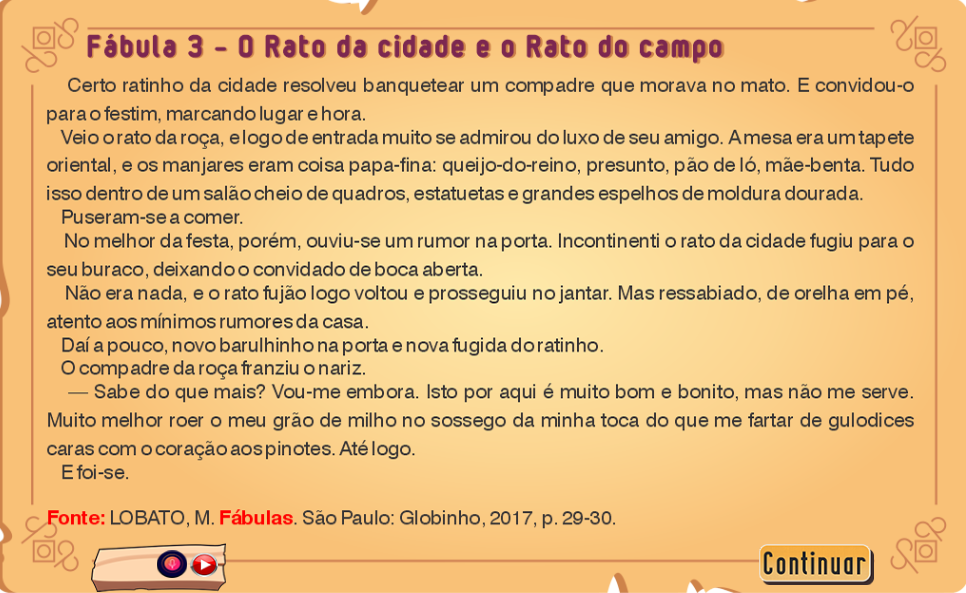 Fábula 3 - O Rato da cidade e o Rato do campo
Certo ratinho da cidade resolveu banquetear um compadre que morava no mato. E convidou-o
para o festim, marcando lugar e hora.
Veio o rato da roça, e logo de entrada muito se admirou do luxo de seu amigo. A mesa era um tapete
oriental, e os manjares eram coisa papa-fina: queijo-do-reino, presunto, pão de ló, mãe-benta. Tudo
isso dentro de um salão cheio de quadros, estatuetas e grandes espelhos de moldura dourada.
Puseram-se a comer.
No melhor da festa, porém, ouviu-se um rumor na porta. Incontinenti o rato da cidade fugiu para o
seu buraco, deixando o convidado de boca aberta.
Não era nada, e o rato fujão logo voltou e prosseguiu no jantar. Mas ressabiado, de orelha em pé,
atento aos mínimos rumores da casa.
Daí a pouco, novo barulhinho na porta e nova fugida do ratinho.
O compadre da roça franziu o nariz.
— Sabe do que mais? Vou-me embora. Isto por aqui é muito bom e bonito, mas não me serve.
Muito melhor roer o meu grão de milho no sossego da minha toca do que me fartar de gulodices
caras com o coração aos pinotes. Até logo.
E foi-se.
Fonte: LOBATO, M. Fábulas. São Paulo: Globinho, 2017, p. 29-30.
Continuar